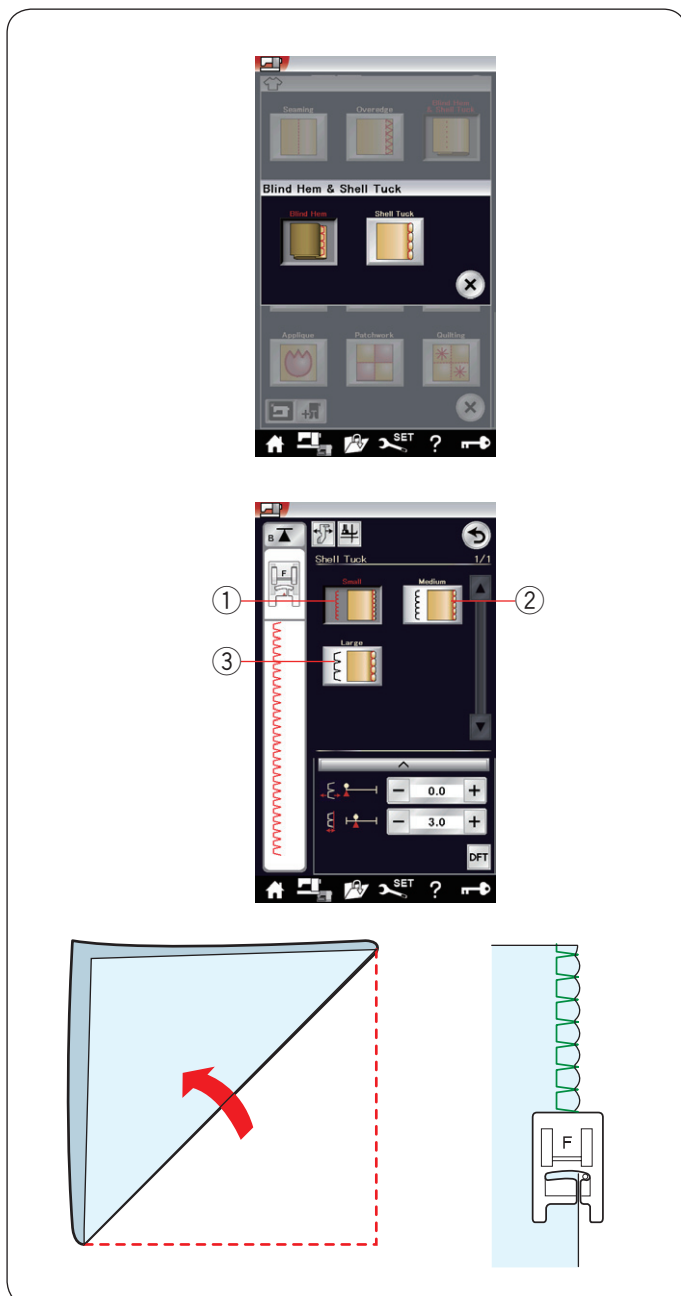 Seaming Overedge Blind Hem
& Shell Tuck
Blind Hem & Shell Tuck
Blind Hem Shell Tuck
Applique Patchwork Quilting
SET ?
B
F
Shell Tuck 1/1
Small Medium
① ②
Large
③
− 0.0 +
− 3.0 +
DFT
SET ?
F